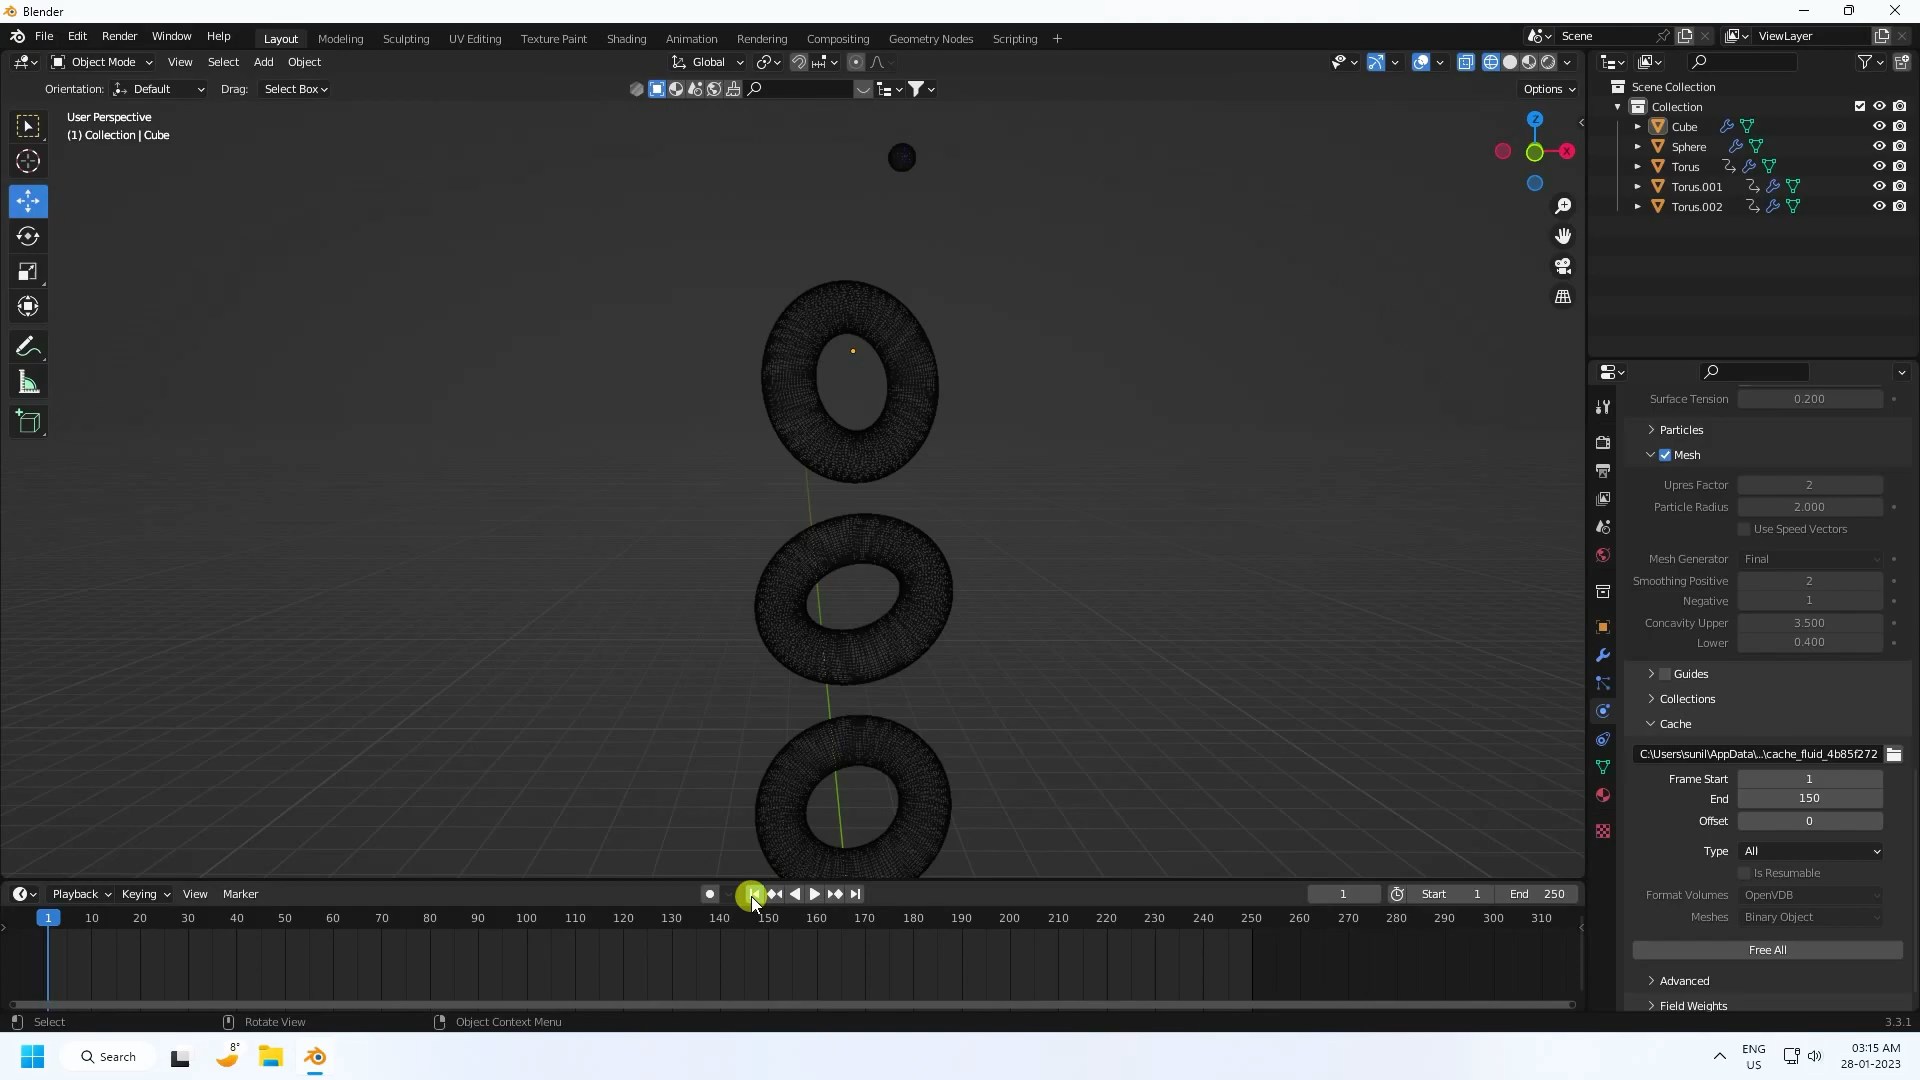 Blender
File Edit Render Window Help
Layout Modeling Sculpting UV Editing Texture Paint Shading Animation Rendering Compositing Geometry Nodes Scripting +
Scene
ViewLayer
Object Mode View Select Add Object
Global
Orientation: Default Drag: Select Box
Options
User Perspective
(1) Collection | Cube
Z
X
Scene Collection
Collection
Cube
Sphere
Torus
Torus.001
Torus.002
Surface Tension 0.200
Particles
Mesh
Upres Factor 2
Particle Radius 2.000
Use Speed Vectors
Mesh Generator Final
Smoothing Positive 2
Negative 1
Concavity Upper 3.500
Lower 0.400
Guides
Collections
Cache
C:\Users\sunil\AppData\...\cache_fluid_4b85f272
Frame Start 1
End 150
Offset 0
Type All
Is Resumable
Format Volumes OpenVDB
Meshes Binary Object
Free All
Advanced
Field Weights
Playback Keying View Marker
1 Start 1 End 250
1 10 20 30 40 50 60 70 80 90 100 110 120 130 140 150 160 170 180 190 200 210 220 230 240 250 260 270 280 290 300 310
Select Rotate View Object Context Menu
3.3.1
Search
8°
ENG
US
03:15 AM
28-01-2023